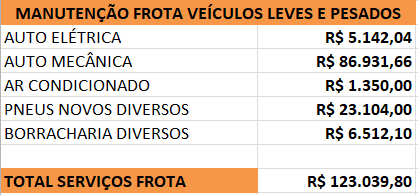 MANUTENÇÃO FROTA VEÍCULOS LEVES E PESADOS
AUTO ELÉTRICA R$ 5.142,04
AUTO MECÂNICA R$ 86.931,66
AR CONDICIONADO R$ 1.350,00
PNEUS NOVOS DIVERSOS R$ 23.104,00
BORRACHARIA DIVERSOS R$ 6.512,10
TOTAL SERVIÇOS FROTA R$ 123.039,80